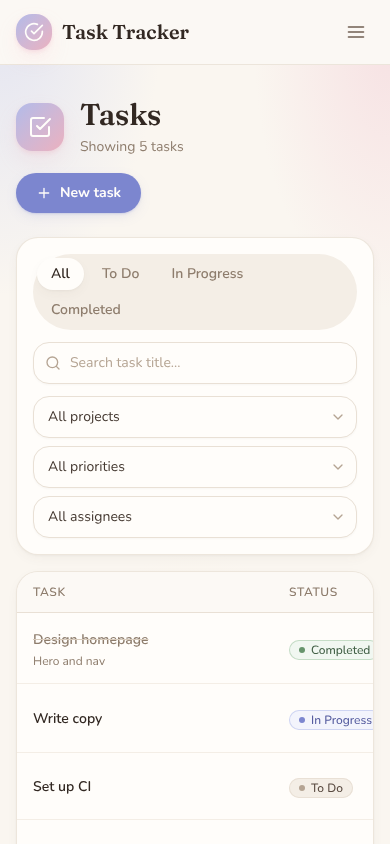 Task Tracker
Tasks
Showing 5 tasks
New task
All
To Do
In Progress
Completed
Search task title...
All projects
All priorities
All assignees
TASK STATUS
Design homepage
Hero and nav
Completed
Write copy
In Progress
Set up CI
To Do